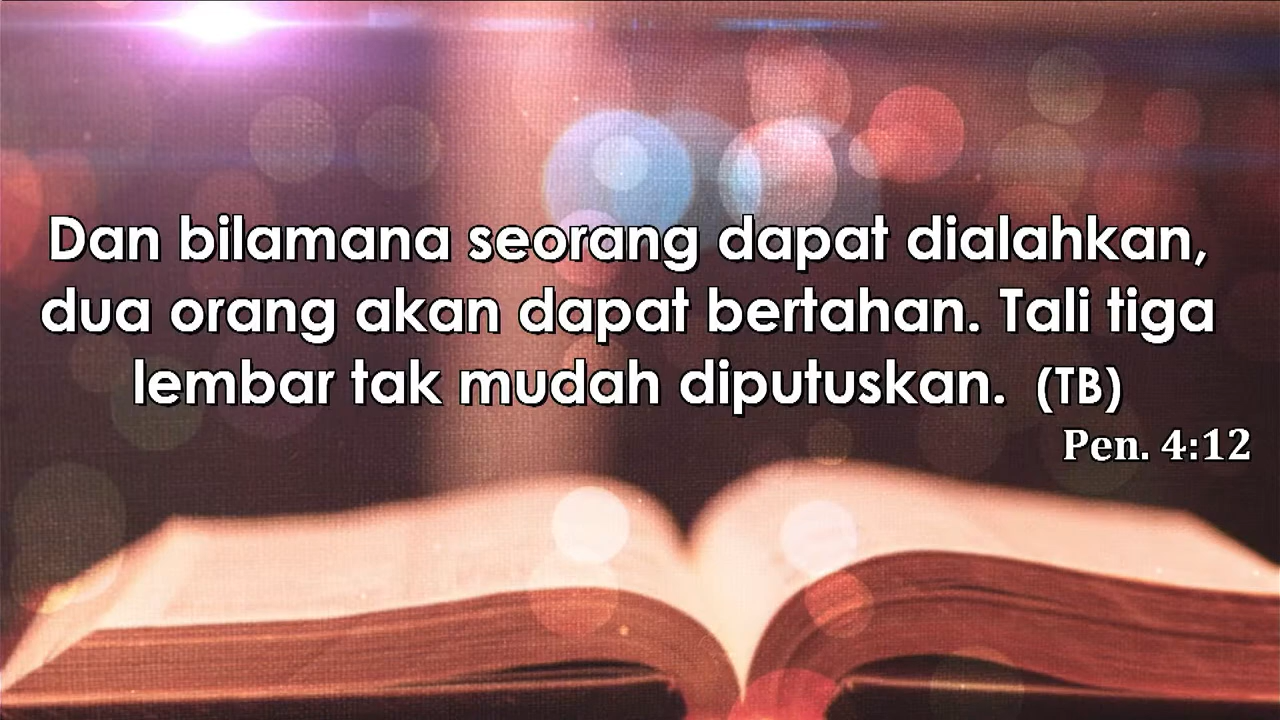 Dan bilamana seorang dapat dialahkan,
dua orang akan dapat bertahan. Tali tiga
lembar tak mudah diputuskan. (TB)
Pen. 4:12